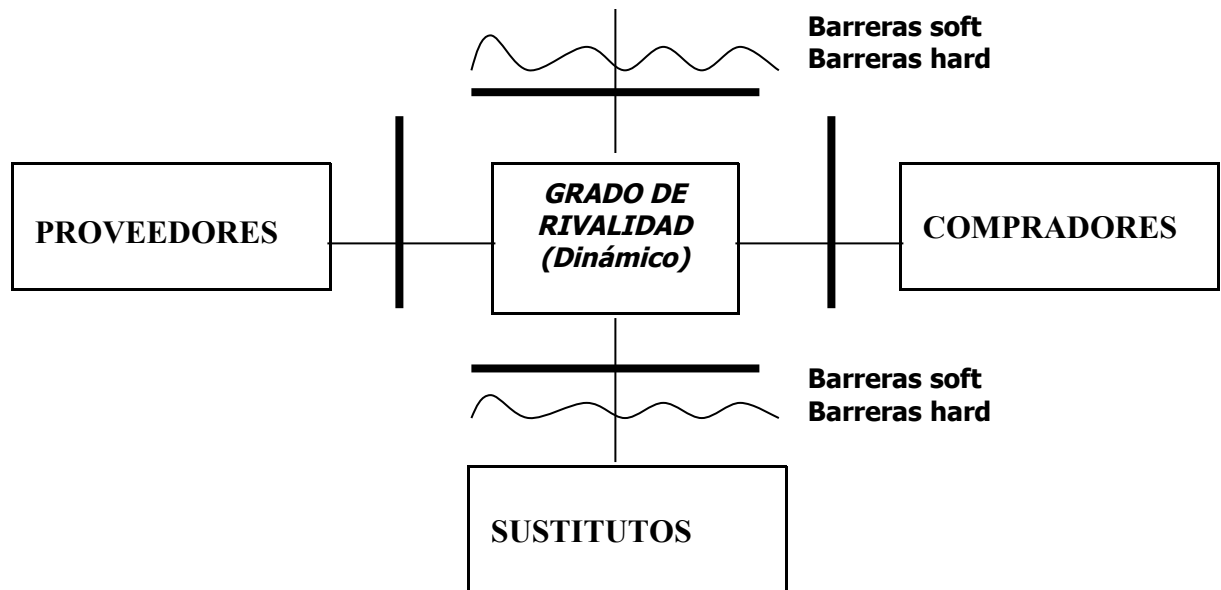 Barreras soft
Barreras hard
PROVEEDORES
GRADO DE
RIVALIDAD
(Dinámico)
COMPRADORES
Barreras soft
Barreras hard
SUSTITUTOS